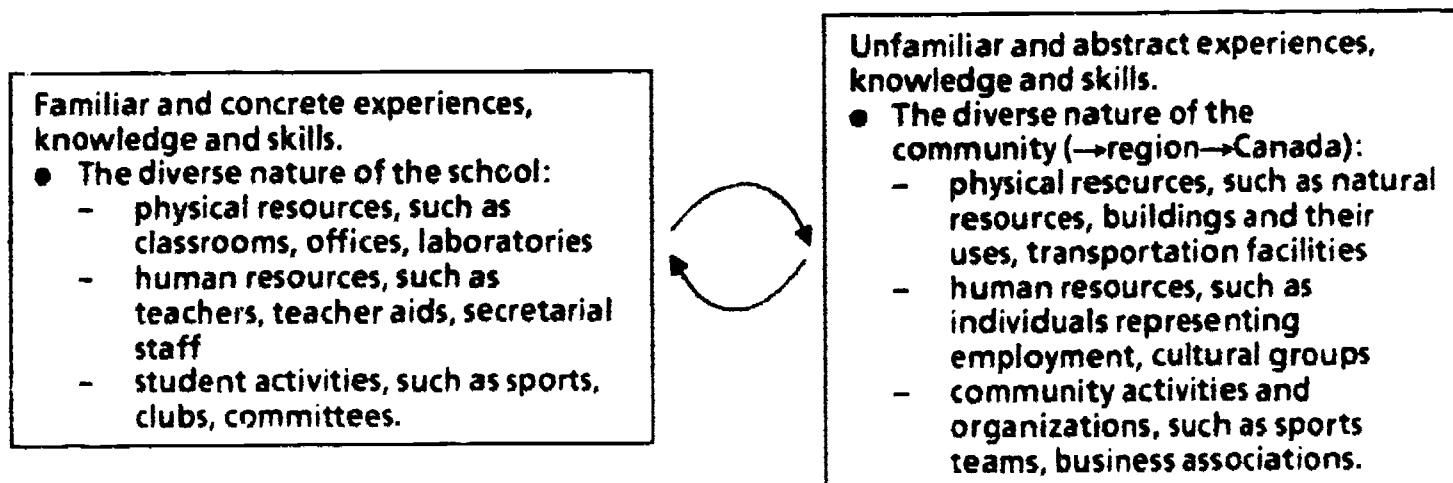 Familiar and concrete experiences,
knowledge and skills.
● The diverse nature of the school:
– physical resources, such as
classrooms, offices, laboratories
– human resources, such as
teachers, teacher aids, secretarial
staff
– student activities, such as sports,
clubs, committees.
Unfamiliar and abstract experiences,
knowledge and skills.
● The diverse nature of the
community (→region→Canada):
– physical resources, such as natural
resources, buildings and their
uses, transportation facilities
– human resources, such as
individuals representing
employment, cultural groups
– community activities and
organizations, such as sports
teams, business associations.